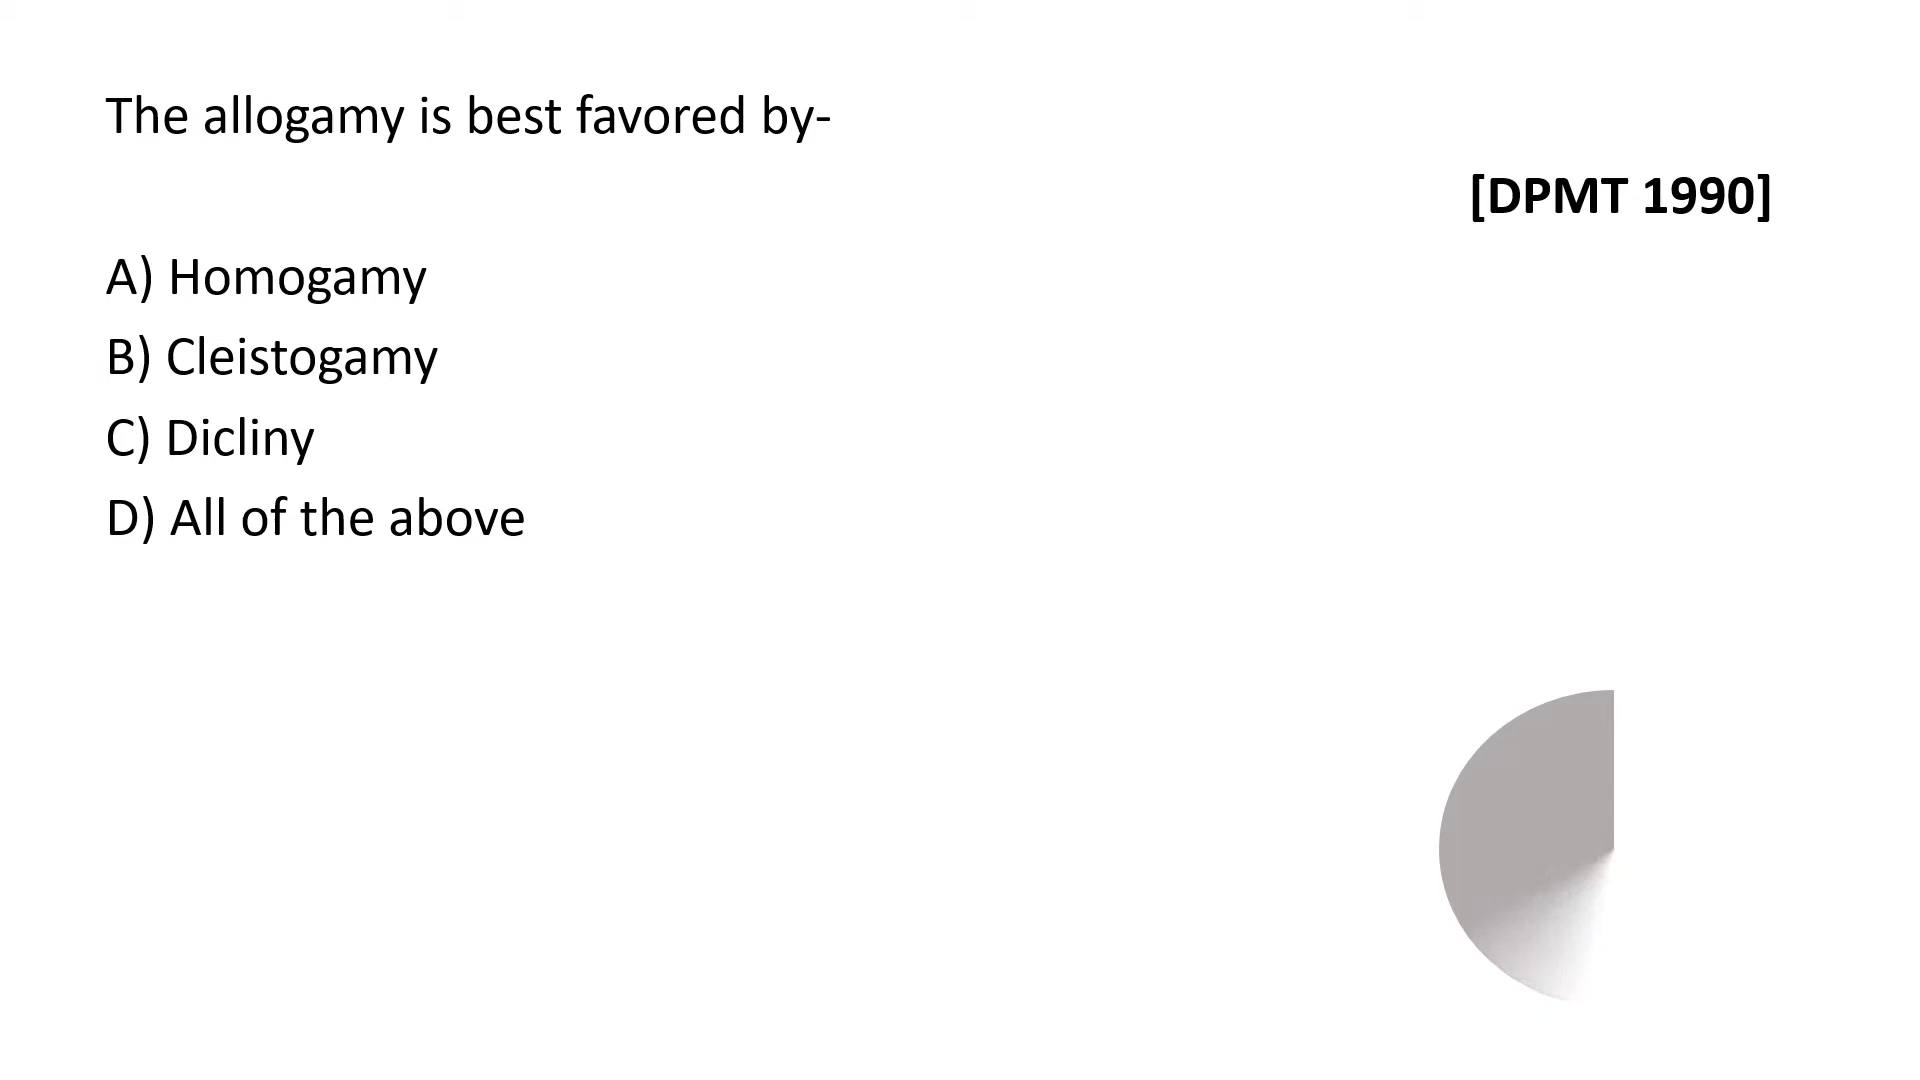 The allogamy is best favored by-
[DPMT 1990]
A) Homogamy
B) Cleistogamy
C) Dicliny
D) All of the above